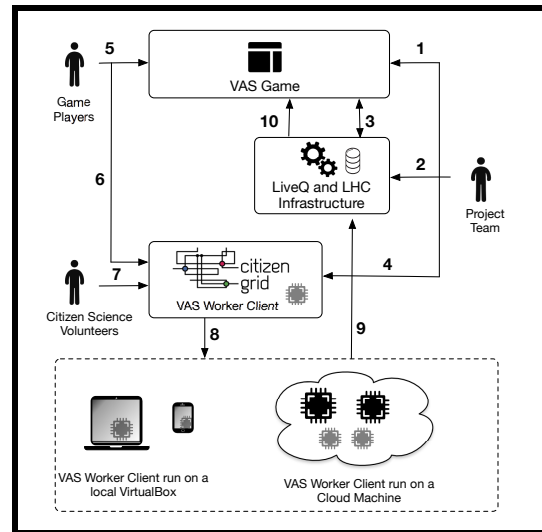 5
1
VAS Game
Game
Players
10
3
6
2
LiveQ and LHC
Infrastructure
Project
Team
citizen
grid
7
4
VAS Worker Client
Citizen Science
Volunteers
8
9
VAS Worker Client run on a
local VirtualBox
VAS Worker Client run on a
Cloud Machine